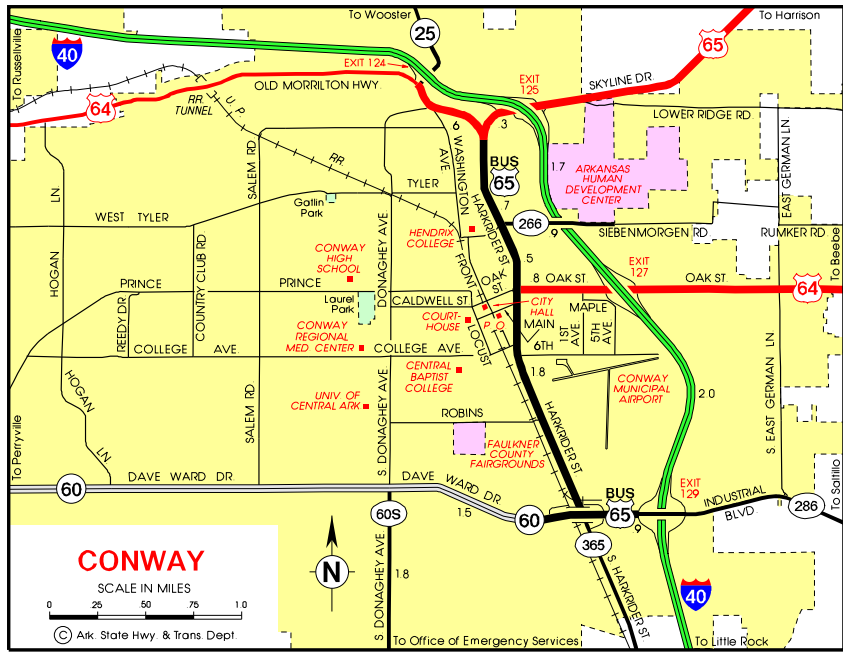 To Wooster
25
To Harrison
65
40
To Russellville
EXIT 124
EXIT
125
SKYLINE DR.
OLD MORRILTON HWY.
64
RR.
TUNNEL
U. P.
RR.
LOWER RIDGE RD.
6
3
1.7
BUS
65
7
ARKANSAS
HUMAN
DEVELOPMENT
CENTER
EAST GERMAN LN.
SALEM RD.
WASHINGTON
AVE.
TYLER
Gatlin
Park
HOGAN
LN.
WEST TYLER
DONAGHEY AVE.
HENDRIX
COLLEGE
HARKRIDER ST.
266
9
SIEBENMORGEN RD.
RUMKER RD.
To Beebe
CONWAY
HIGH
SCHOOL
COUNTRY CLUB RD.
FRONT
5
EXIT
127
OAK
ST.
8
OAK ST.
OAK ST.
64
PRINCE
PRINCE
REEDY DR.
Laurel
Park
CALDWELL ST.
CITY
HALL
MAPLE
COURT-
HOUSE
P. O.
MAIN
1ST
AVE.
5TH
AVE.
CONWAY
REGIONAL
MED. CENTER
LOCUST
6TH
COLLEGE AVE.
COLLEGE AVE.
CENTRAL
BAPTIST
COLLEGE
1.8
CONWAY
MUNICIPAL
AIRPORT
2.0
HOGAN
LN.
SALEM RD.
UNIV. OF
CENTRAL ARK.
S. DONAGHEY AVE.
ROBINS
HARKRIDER ST.
S. EAST GERMAN LN.
To Perryville
FAULKNER
COUNTY
FAIRGROUNDS
DAVE WARD DR.
DAVE WARD DR.
60
60S
1.5
60
BUS
65
9
EXIT
129
INDUSTRIAL
BLVD.
286
To Saltillo
365
CONWAY
SCALE IN MILES
0 .25 .50 .75 1.0
© Ark. State Hwy. & Trans. Dept.
N
S. DONAGHEY AVE.
1.8
S. HARKRIDER ST.
40
To Office of Emergency Services
To Little Rock